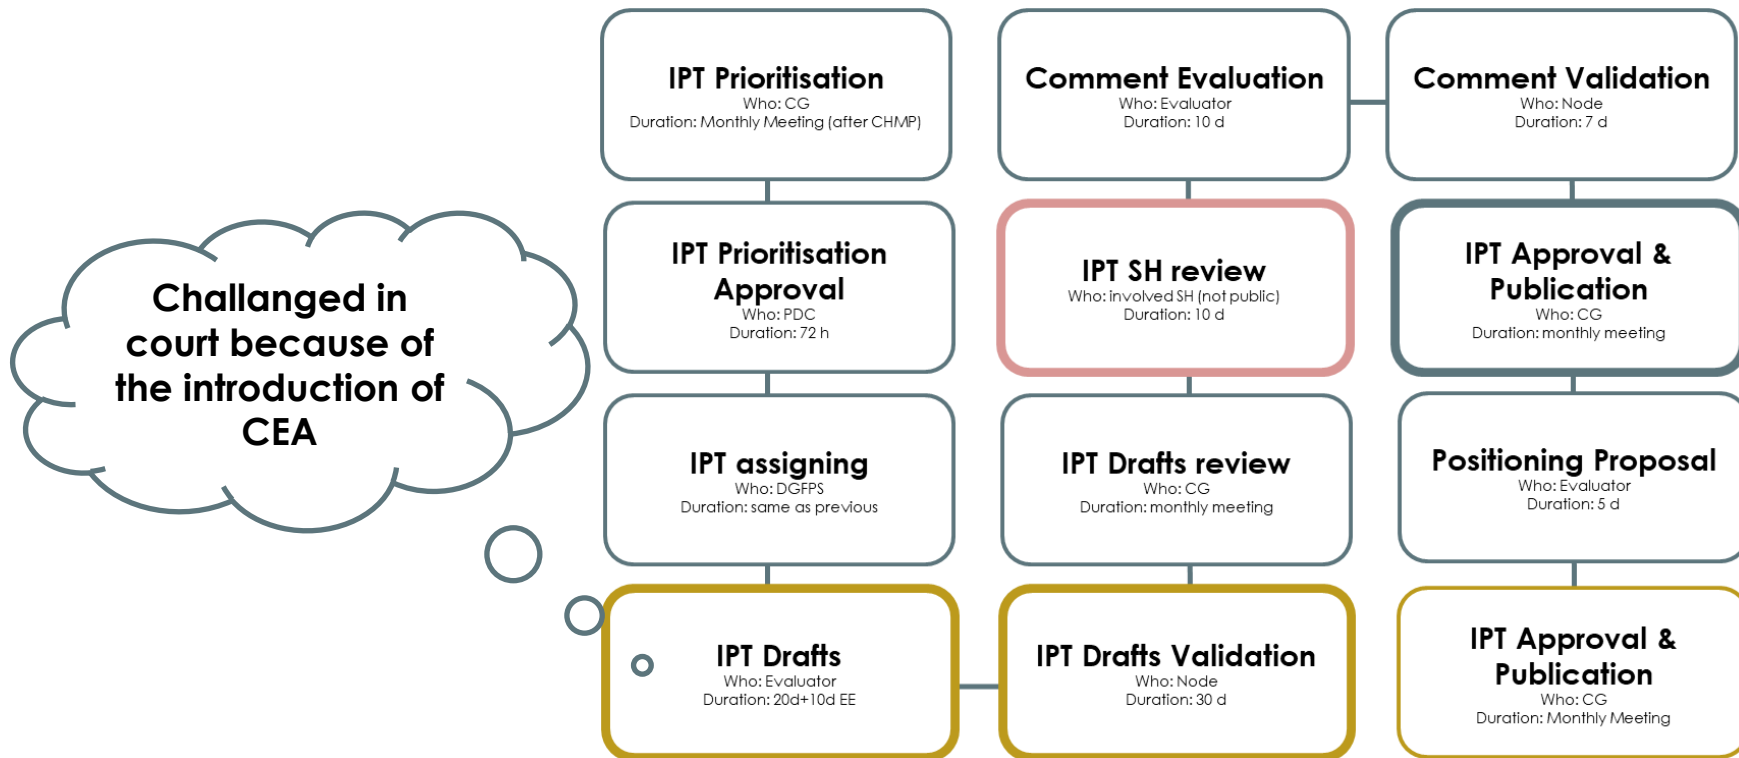 Challanged in
court because of
the introduction of
CEA
IPT Prioritisation
Who: CG
Duration: Monthly Meeting (after CHMP)
IPT Prioritisation
Approval
Who: PDC
Duration: 72 h
IPT assigning
Who: DGFPS
Duration: same as previous
IPT Drafts
Who: Evaluator
Duration: 20d+10d EE
IPT Drafts Validation
Who: Node
Duration: 30 d
IPT Drafts review
Who: CG
Duration: monthly meeting
IPT SH review
Who: involved SH (not public)
Duration: 10 d
Comment Evaluation
Who: Evaluator
Duration: 10 d
Comment Validation
Who: Node
Duration: 7 d
IPT Approval &
Publication
Who: CG
Duration: monthly meeting
Positioning Proposal
Who: Evaluator
Duration: 5 d
IPT Approval &
Publication
Who: CG
Duration: Monthly Meeting